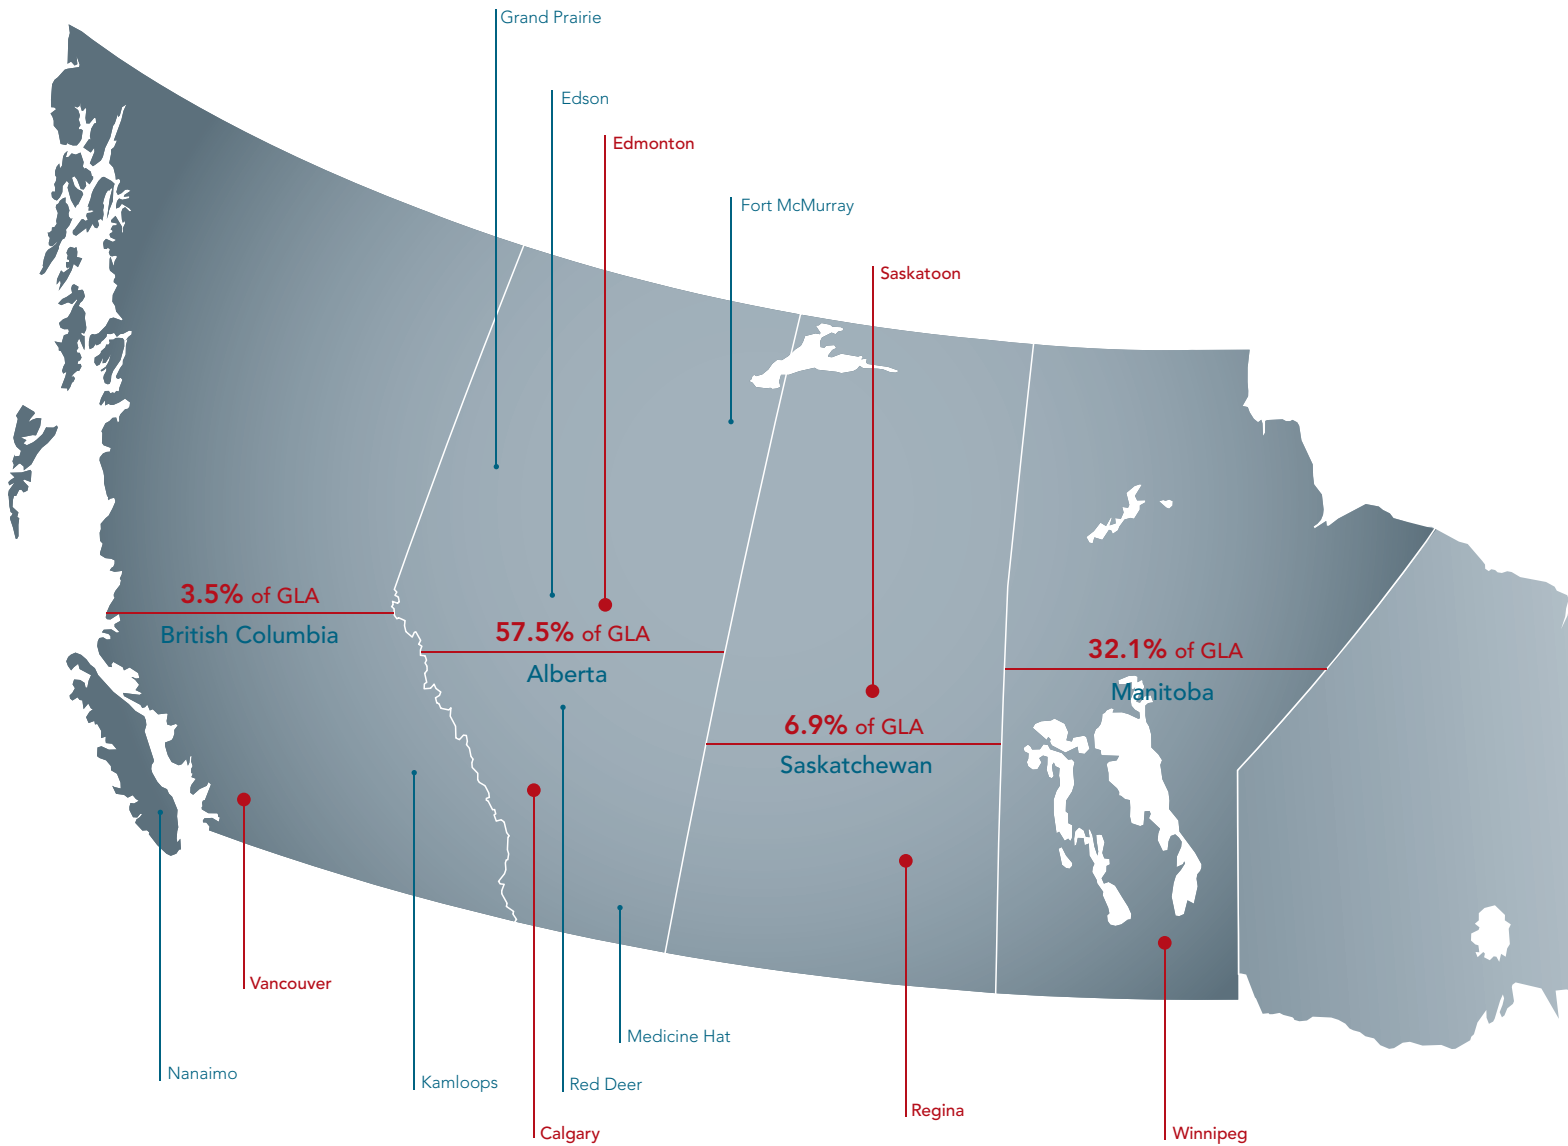 Grand Prairie
Edson
Edmonton
Fort McMurray
Saskatoon
3.5% of GLA
British Columbia
57.5% of GLA
Alberta
32.1% of GLA
Manitoba
6.9% of GLA
Saskatchewan
Vancouver
Medicine Hat
Nanaimo
Kamloops
Red Deer
Regina
Calgary
Winnipeg